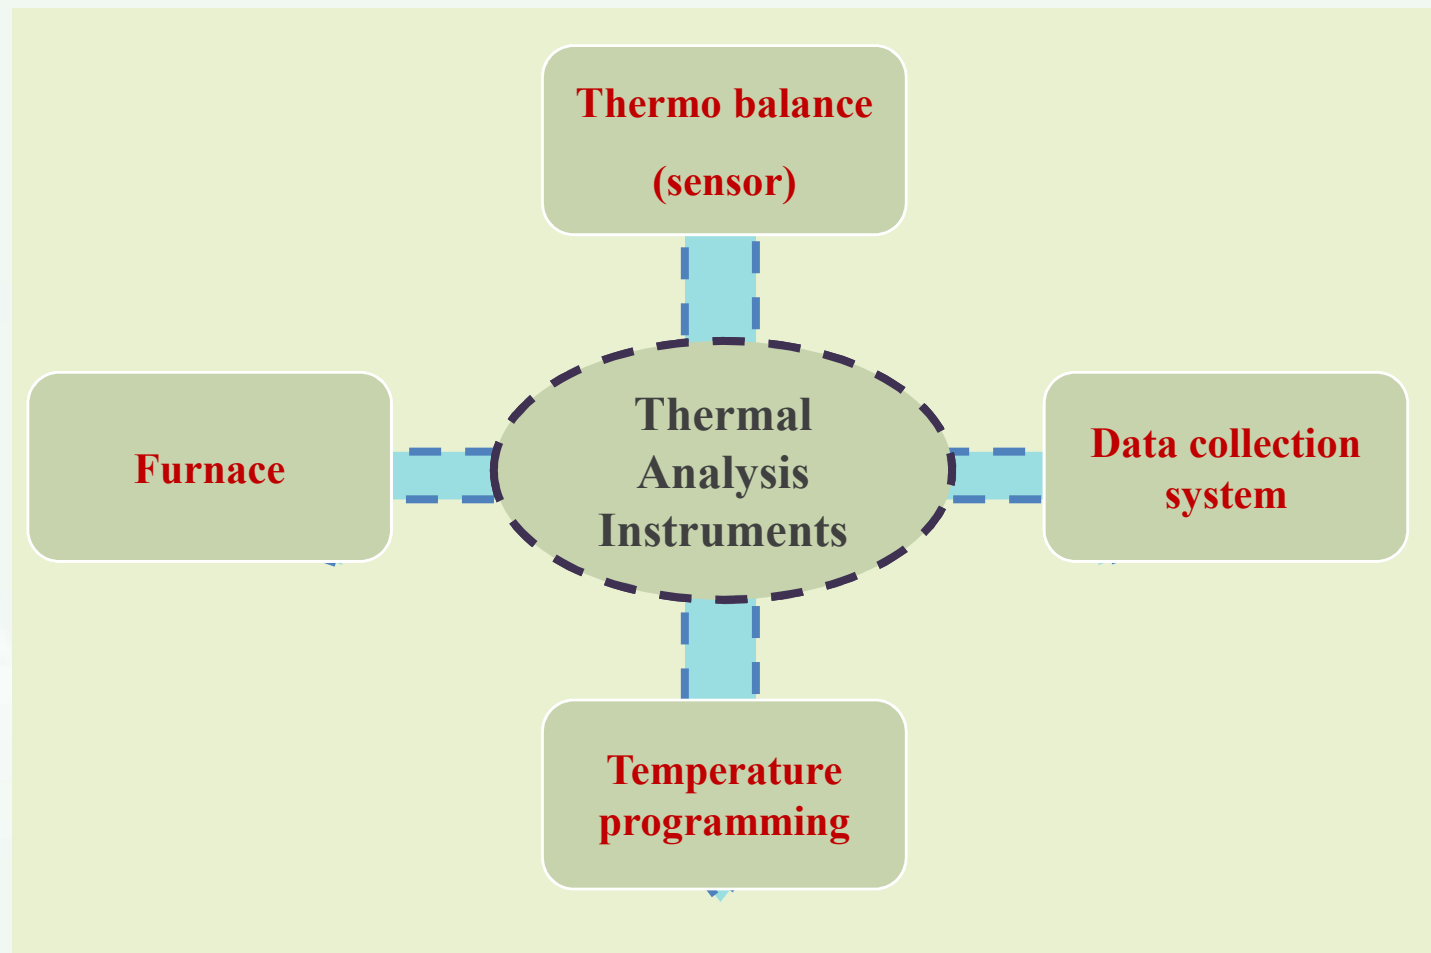 Thermo balance
(sensor)
Furnace
Thermal
Analysis
Instruments
Data collection
system
Temperature
programming